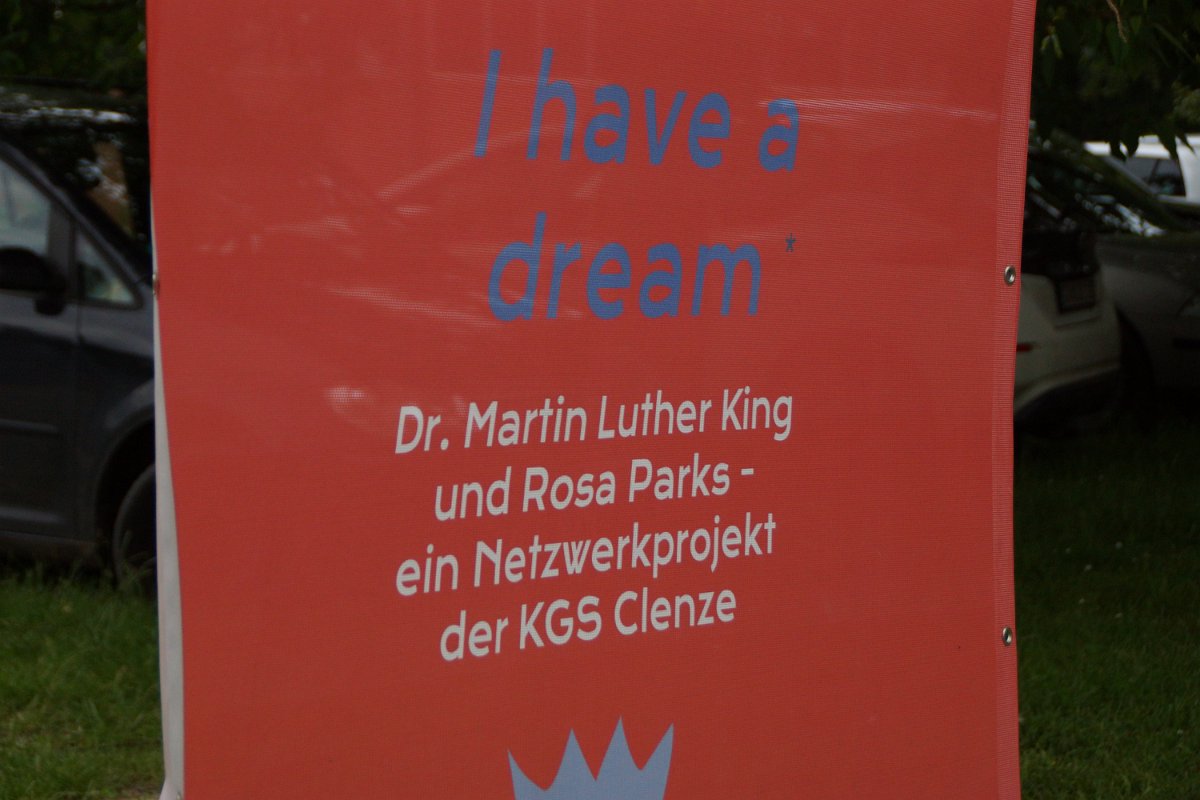 I have a
dream*
Dr. Martin Luther King
und Rosa Parks -
ein Netzwerkprojekt
der KGS Clenze